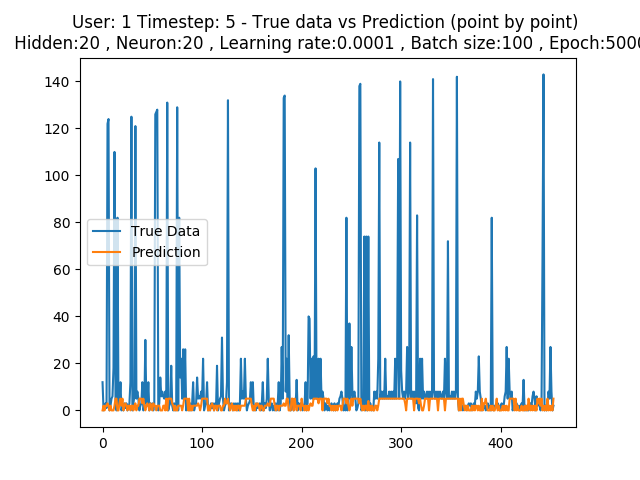 User: 1 Timestep: 5 - True data vs Prediction (point by point)
Hidden:20 , Neuron:20 , Learning rate:0.0001 , Batch size:100 , Epoch:5000
140
120
100
80
60
40
20
0
True Data
Prediction
0 100 200 300 400